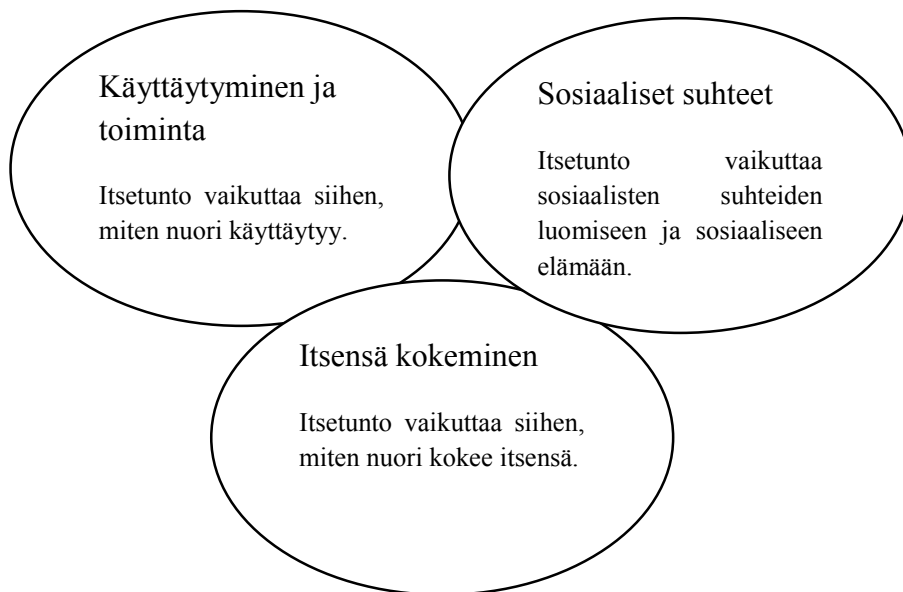 Käyttäytyminen ja
toiminta
Itsetunto vaikuttaa siihen,
miten nuori käyttäytyy.
Sosiaaliset suhteet
Itsetunto vaikuttaa
sosiaalisten suhteiden
luomiseen ja sosiaaliseen
elämään.
Itsensä kokeminen
Itsetunto vaikuttaa siihen,
miten nuori kokee itsensä.